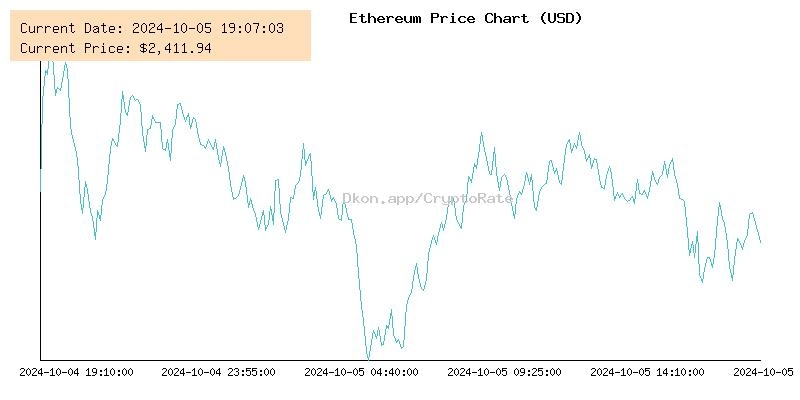 Ethereum Price Chart (USD)
Current Date: 2024-10-05 19:07:03
Current Price: $2,411.94
Dkon.app/CryptoRate
2024-10-04 19:10:00
2024-10-04 23:55:00
2024-10-05 04:40:00
2024-10-05 09:25:00
2024-10-05 14:10:00
2024-10-05